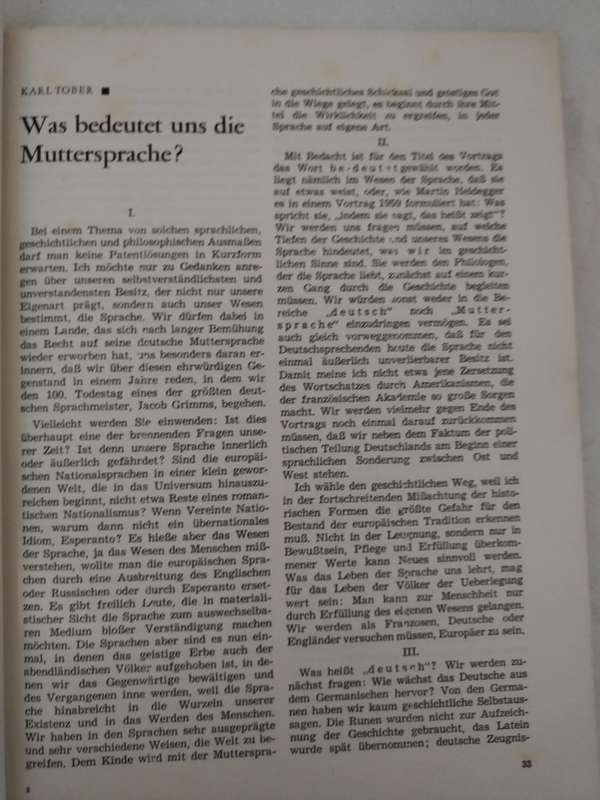 KARL TOBER ■
Was bedeutet uns die
Muttersprache?
I.
Bei einem Thema von solchen sprachlichen,
geschichtlichen und philosophischen Ausmaßen
darf man keine Patentlösungen in Kurzform
erwarten. Ich möchte nur zu Gedanken anre-
gen über unseren selbstverständlichsten und
unverstandensten Besitz, der nicht nur unsere
Eigenart prägt, sondern auch unser Wesen
bestimmt, die Sprache. Wir dürfen dabei in
einem Lande, das sich nach langer Bemühung
das Recht auf seine deutsche Muttersprache
wieder erworben hat, uns besonders daran er-
innern, daß wir über diesen ehrwürdigen Ge-
genstand in einem Jahre reden, in dem wir
den 100. Todestag eines der größten deut-
schen Sprachmeister, Jacob Grimms, begehen.
Vielleicht werden Sie einwenden: Ist dies
überhaupt eine der brennenden Fragen unse-
rer Zeit? Ist denn unsere Sprache innerlich
oder äußerlich gefährdet? Sind die europäi-
schen Nationalsprachen in einer klein gewor-
denen Welt, die in das Universum hinauszu-
reichen beginnt, nicht etwa Reste eines roman-
tischen Nationalismus? Wenn Vereinte Natio-
nen, warum dann nicht ein übernationales
Idiom, Esperanto? Es hieße aber das Wesen
der Sprache, ja das Wesen des Menschen miß-
verstehen, wollte man die europäischen Spra-
chen durch eine Ausbreitung des Englischen
oder Russischen oder durch Esperanto erset-
zen. Es gibt freilich Leute, die in materiali-
stischer Sicht die Sprache zum auswechselba-
ren Medium bloßer Verständigung machen
möchten. Die Sprachen aber sind es nun ein-
mal, in denen das geistige Erbe auch der
abendländischen Völker aufgehoben ist, in de-
nen wir das Gegenwärtige bewältigen und
des Vergangenen inne werden, weil die Spra-
che hinabreicht in die Wurzeln unserer
Existenz und in das Werden des Menschen.
Wir haben in den Sprachen sehr ausgeprägte
und sehr verschiedene Weisen, die Welt zu be-
greifen. Dem Kinde wird mit der Mutterspra-
che geschichtliches Schicksal und geistiges Gut
in die Wiege gelegt, es beginnt durch ihre Mit-
tel die Wirklichkeit zu ergreifen, in jeder
Sprache auf eigene Art.
II.
Mit Bedacht ist für den Titel des Vortrags
das Wort be-deutet gewählt worden. Es
liegt nämlich im Wesen der Sprache, daß sie
auf etwas weist, oder, wie Martin Heidegger
es in einem Vortrag 1959 formuliert hat: Was
spricht sie, „indem sie sagt, das heißt zeigt“?
Wir werden uns fragen müssen, auf welche
Tiefen der Geschichte und unseres Wesens die
Sprache hindeutet, was wir im geschicht-
lichen Sinne sind. Sie werden den Philologen,
der die Sprache liebt, zunächst auf einem kur-
zen Gang durch die Geschichte begleiten
müssen. Wir würden sonst weder in die Be-
reiche „deutsch“ noch „Mutter-
sprache“ einzudringen vermögen. Es sei
auch gleich vorweggenommen, daß für den
Deutschsprechenden heute die Sprache nicht
einmal äußerlich unverlierbarer Besitz ist.
Damit meine ich nicht etwa jene Zersetzung
des Wortschatzes durch Amerikanismen, die
der französischen Akademie so große Sorgen
macht. Wir werden vielmehr gegen Ende des
Vortrags noch einmal darauf zurückkommen
müssen, daß wir neben dem Faktum der poli-
tischen Teilung Deutschlands am Beginn einer
sprachlichen Sonderung zwischen Ost und
West stehen.
Ich wähle den geschichtlichen Weg, weil ich
in der fortschreitenden Mißachtung der histo-
rischen Formen die größte Gefahr für den
Bestand der europäischen Tradition erkennen
muß. Nicht in der Leugnung, sondern nur in
Bewußtsein, Pflege und Erfüllung überkom-
mener Werte kann Neues sinnvoll werden.
Was das Leben der Sprache uns lehrt, mag
für das Leben der Völker der Ueberlegung
wert sein: Man kann zur Menschheit nur
durch Erfüllung des eigenen Wesens gelangen.
Wir werden als Franzosen, Deutsche oder
Engländer versuchen müssen, Europäer zu sein.
III.
Was heißt „deutsch“? Wir werden zu-
nächst fragen: Wie wächst das Deutsche aus
dem Germanischen hervor? Von den Germa-
nen haben wir kaum geschichtliche Selbstaus-
sagen. Die Runen wurden nicht zur Aufzeich-
nung der Geschichte gebraucht, das Latein
wurde spät übernommen; deutsche Zeugnis-
33